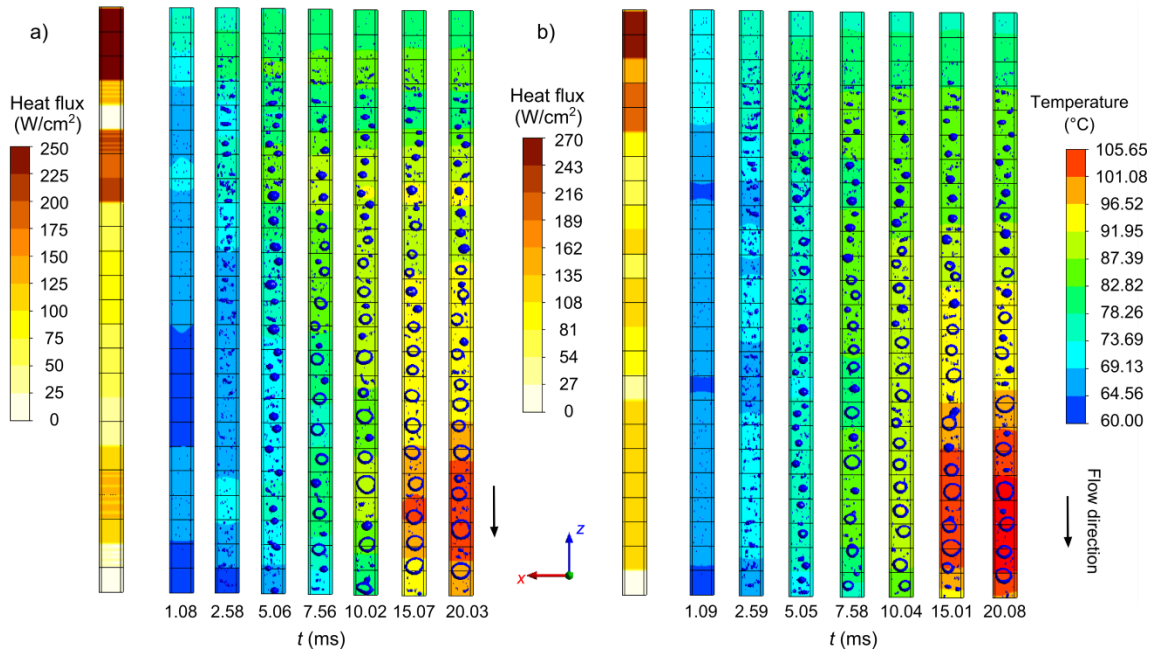 a)
Heat flux
(W/cm²)
250
225
200
175
150
125
100
75
50
25
0
1.08 2.58 5.06 7.56 10.02 15.07 20.03
t (ms)
z
x
b)
Heat flux
(W/cm²)
270
243
216
189
162
135
108
81
54
27
0
1.09 2.59 5.05 7.58 10.04 15.01 20.08
t (ms)
Temperature
(°C)
105.65
101.08
96.52
91.95
87.39
82.82
78.26
73.69
69.13
64.56
60.00
Flow direction